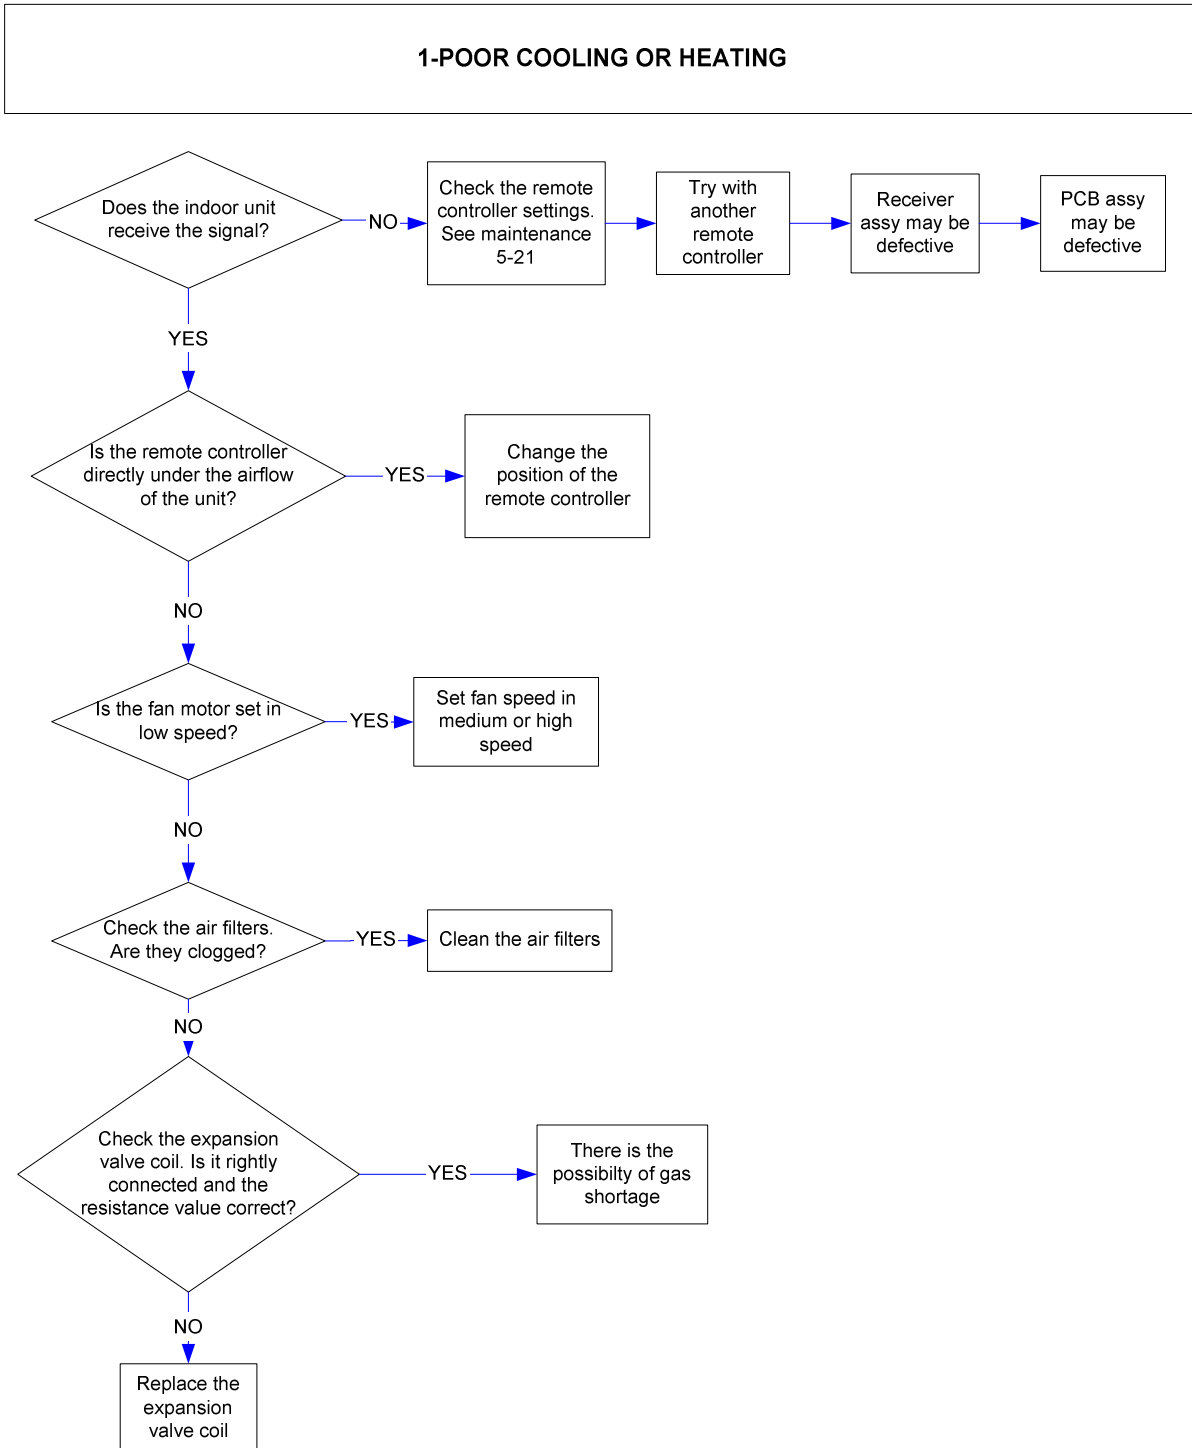 1-POOR COOLING OR HEATING
Does the indoor unit
receive the signal?
NO
Check the remote
controller settings.
See maintenance
5-21
Try with
another
remote
controller
Receiver
assy may be
defective
PCB assy
may be
defective
YES
Is the remote controller
directly under the airflow
of the unit?
YES
Change the
position of the
remote controller
NO
Is the fan motor set in
low speed?
YES
Set fan speed in
medium or high
speed
NO
Check the air filters.
Are they clogged?
YES
Clean the air filters
NO
Check the expansion
valve coil. Is it rightly
connected and the
resistance value correct?
YES
There is the
possibilty of gas
shortage
NO
Replace the
expansion
valve coil